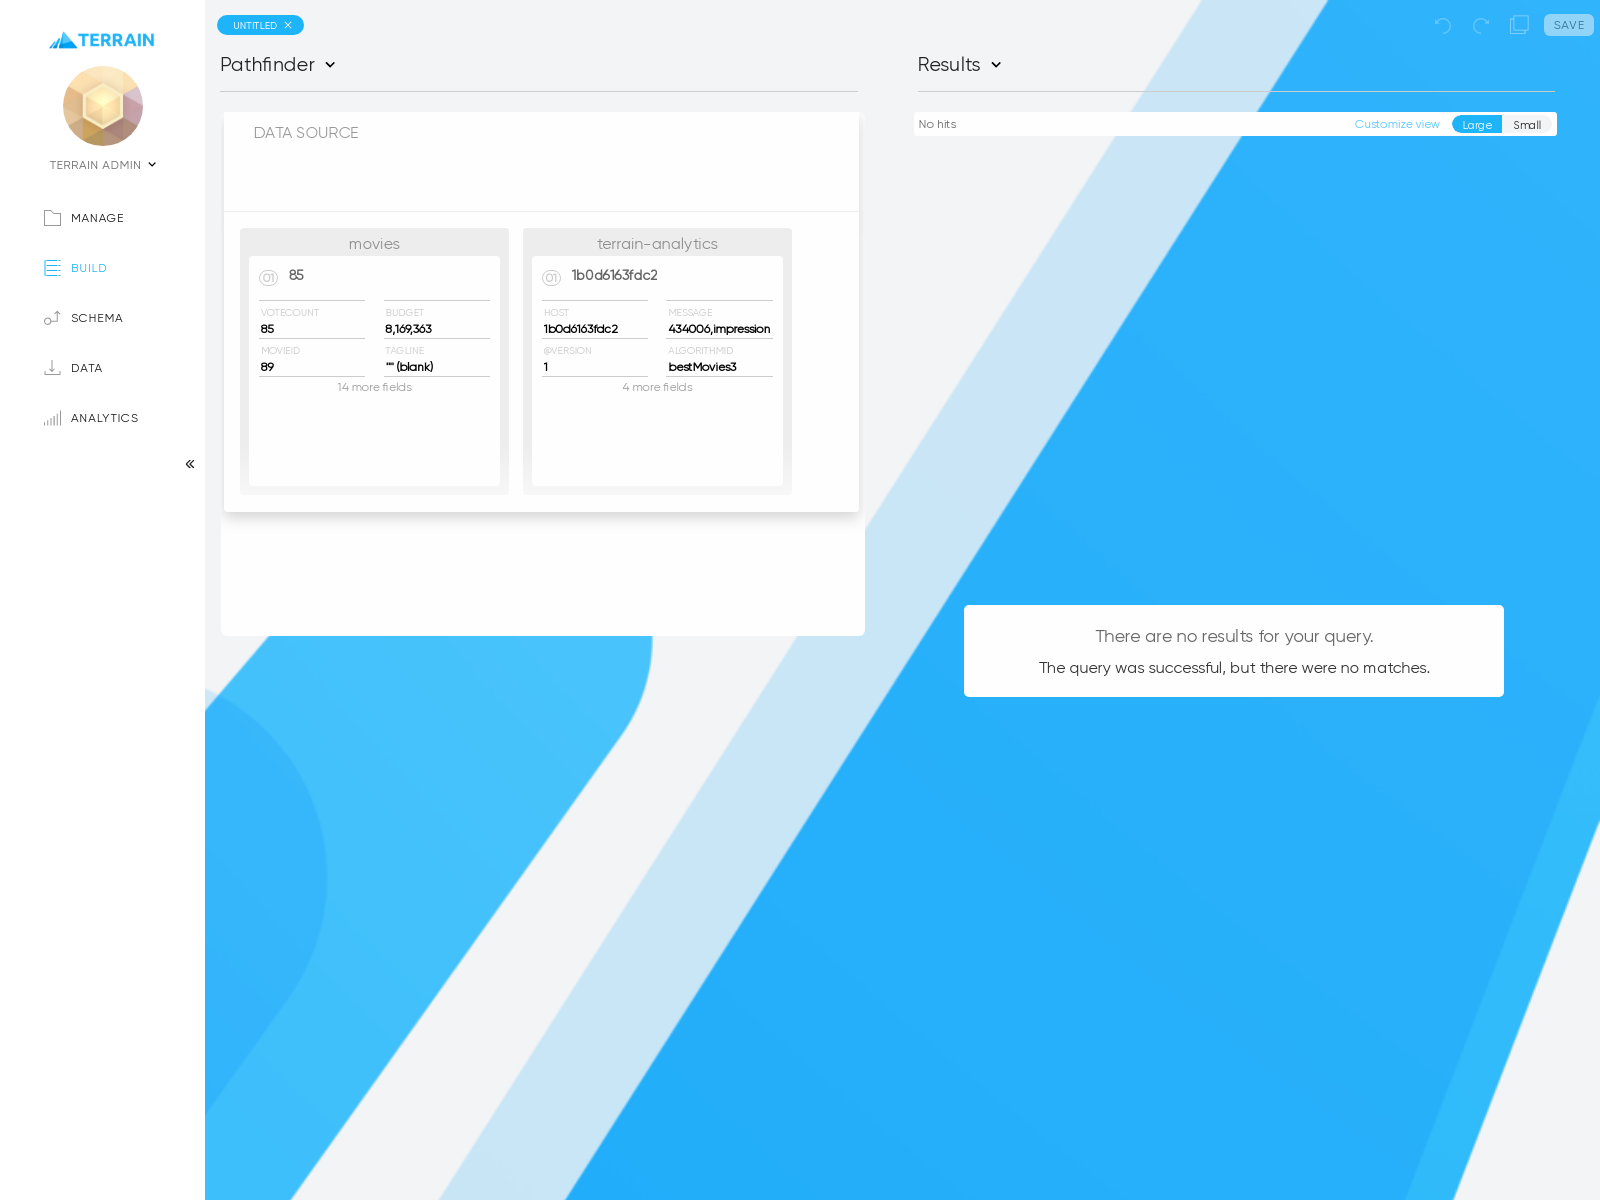 TERRAIN
TERRAIN ADMIN
MANAGE
BUILD
SCHEMA
DATA
ANALYTICS
UNTITLED
Pathfinder
DATA SOURCE
movies
01 85
VOTECOUNT BUDGET
85 8,169,363
MOVIEID TAGLINE
89 "" (blank)
14 more fields
terrain-analytics
01 1b0d6163fdc2
HOST MESSAGE
1b0d6163fdc2 434006,impression
@VERSION ALGORITHMID
1 bestMovies3
4 more fields
SAVE
Results
No hits Customize view Large Small
There are no results for your query.
The query was successful, but there were no matches.